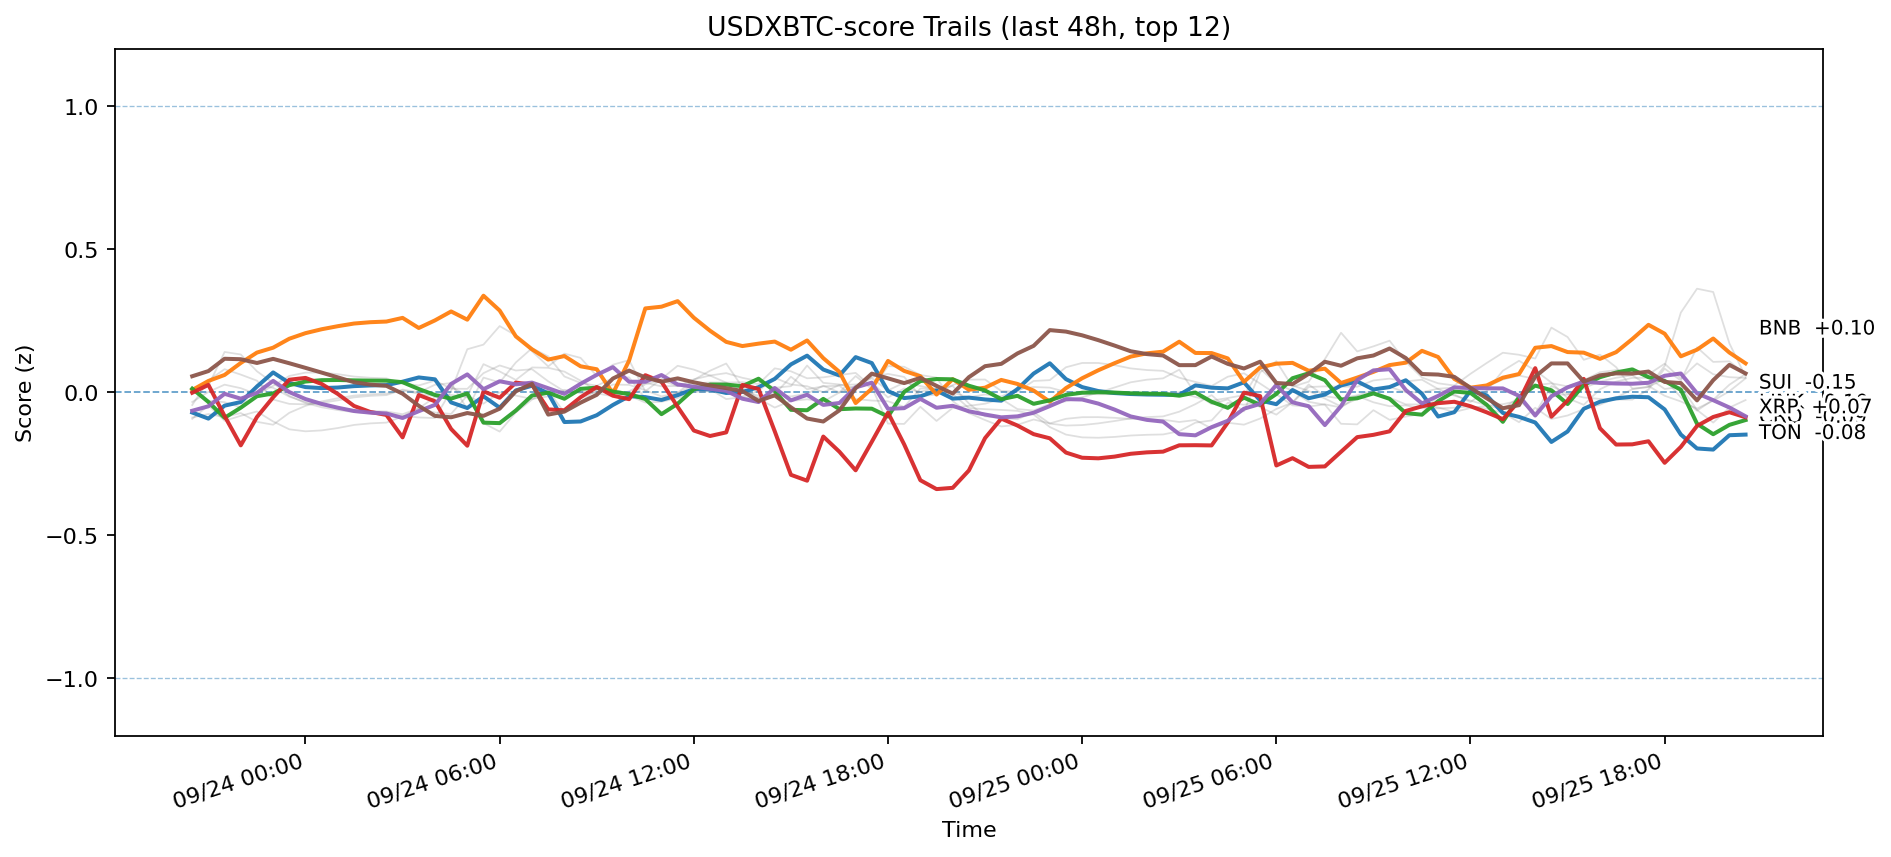 USDXBTC-score Trails (last 48h, top 12)
Score (z)
1.0
0.5
0.0
−0.5
−1.0
BNB +0.10
SUI -0.15
XRP +0.07
TON -0.08
09/24 00:00
09/24 06:00
09/24 12:00
09/24 18:00
09/25 00:00
09/25 06:00
09/25 12:00
09/25 18:00
Time